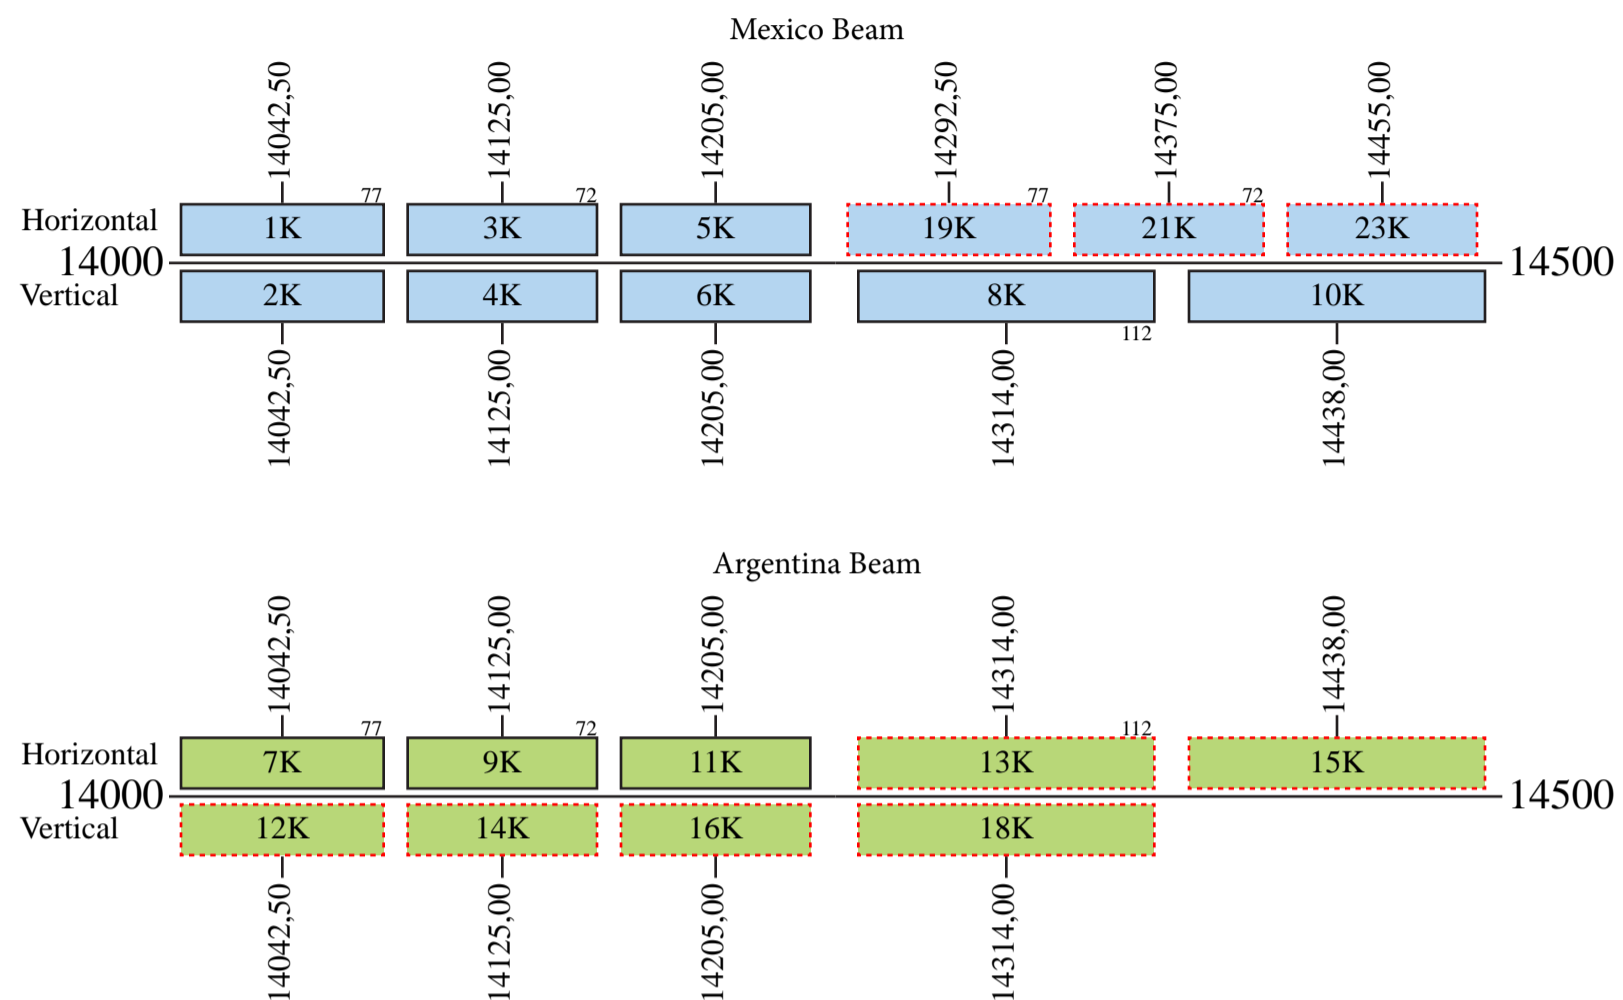 Mexico Beam
14042,50 14125,00 14205,00 14292,50 14375,00 14455,00
77 72 77 72
Horizontal 1K 3K 5K 19K 21K 23K
14000 14500
Vertical 2K 4K 6K 8K 10K
112
14042,50 14125,00 14205,00 14314,00 14438,00
Argentina Beam
14042,50 14125,00 14205,00 14314,00 14438,00
77 72 112
Horizontal 7K 9K 11K 13K 15K
14000 14500
Vertical 12K 14K 16K 18K
14042,50 14125,00 14205,00 14314,00